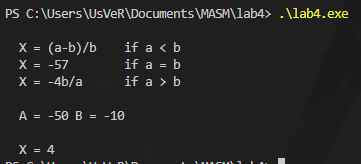 PS C:\Users\UsVeR\Documents\MASM\lab4> .\lab4.exe
X = (a-b)/b if a < b
X = -57 if a = b
X = -4b/a if a > b
A = -50 B = -10
X = 4